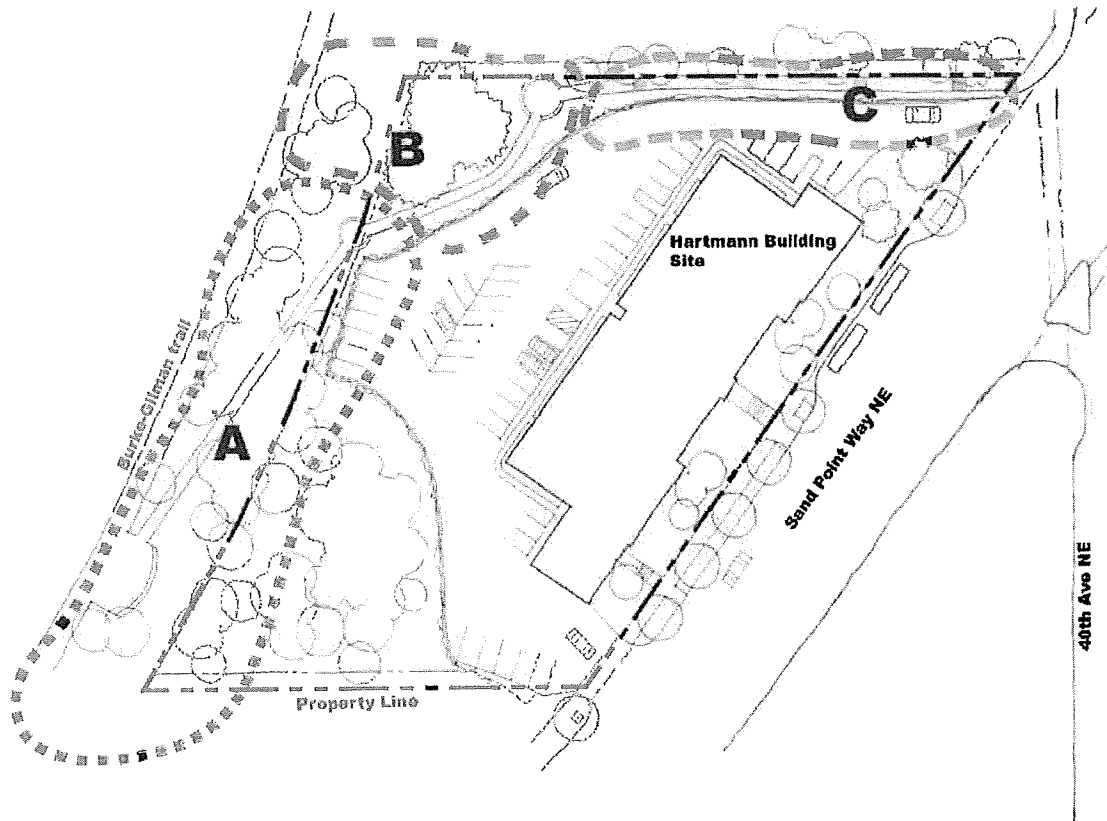 B
C
Hartmann Building
Site
Burke-Gilman trail
A
Sand Point Way NE
40th Ave NE
Property Line